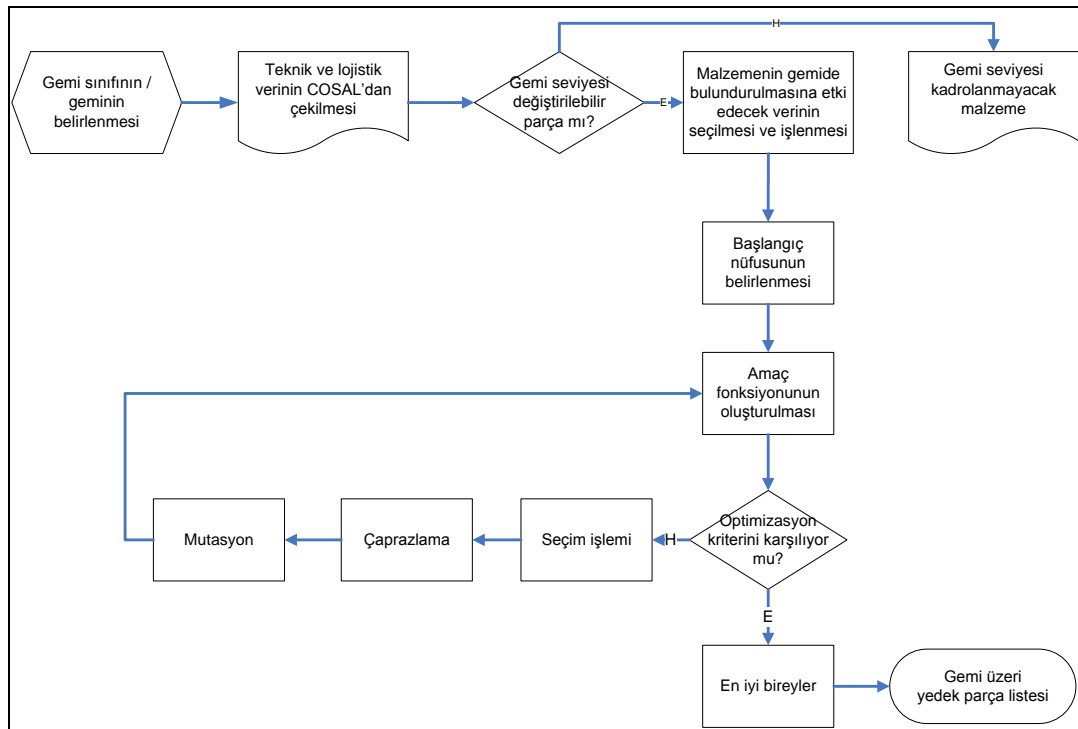 H
Gemi sınıfının /
geminin
belirlenmesi
Teknik ve lojistik
verinin COSAL'dan
çekilmesi
Gemi seviyesi
değiştirilebilir
parça mı?
E
Malzemenin gemide
bulundurulmasına etki
edecek verinin
seçilmesi ve işlenmesi
Gemi seviyesi
kadrolanmayacak
malzeme
Başlangıç
nüfusunun
belirlenmesi
Amaç
fonksiyonunun
oluşturulması
Mutasyon
Çaprazlama
Seçim işlemi
H
Optimizasyon
kriterini karşılıyor
mu?
E
En iyi bireyler
Gemi üzeri
yedek parça listesi